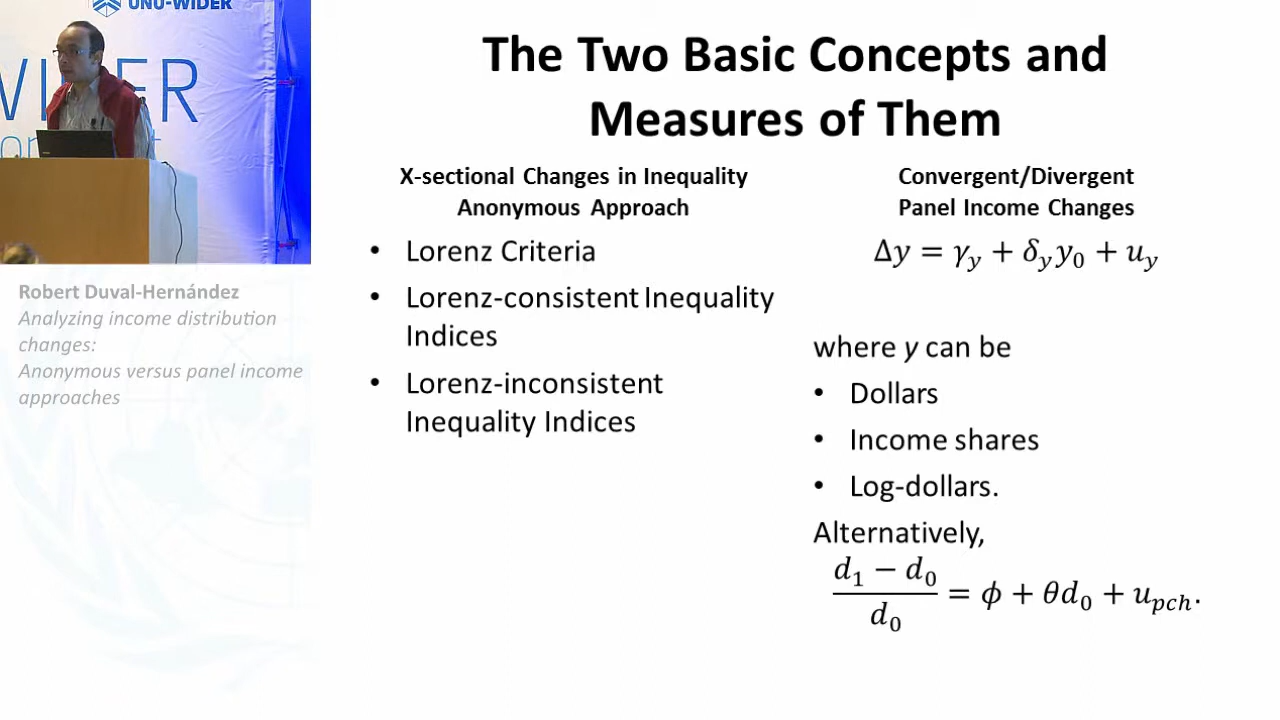 UNU-WIDER
WIDER
The Two Basic Concepts and
Measures of Them
X-sectional Changes in Inequality
Anonymous Approach
• Lorenz Criteria
• Lorenz-consistent Inequality
Indices
• Lorenz-inconsistent
Inequality Indices
Convergent/Divergent
Panel Income Changes
Δy = γ_y + δ_y y_0 + u_y
where y can be
• Dollars
• Income shares
• Log-dollars.
Alternatively,
(d_1 − d_0)/d_0 = ϕ + θd_0 + u_pch.
Robert Duval-Hernández
Analyzing income distribution
changes:
Anonymous versus panel income
approaches